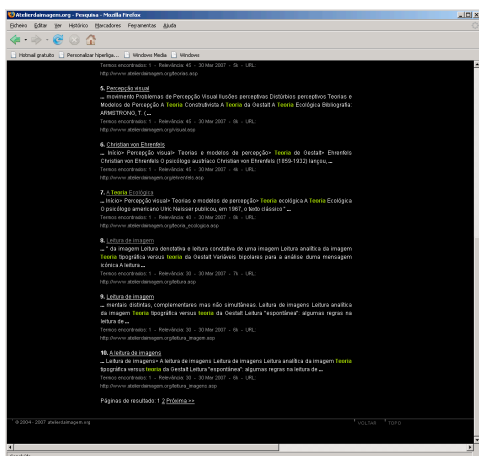 Atelierdaimagem.org - Pesquisa - Mozilla Firefox
Ficheiro Editar Ver Histórico Marcadores Ferramentas Ajuda
Hotmail gratuito Personalizar hiperliga... Windows Media Windows
Termos encontrados: 1 - Relevância: 45 - 30 Mar 2007 - 5k - URL:
http://www.atelierdaimagem.org/teorias.asp
5. Percepção visual
... movimento Problemas de Percepção Visual Ilusões perceptivas Distúrbios perceptivos Teorias e
Modelos de Percepção A Teoria Construtivista A Teoria da Gestalt A Teoria Ecológica Bibliografia:
ARMSTRONG, T. (...
Termos encontrados: 1 - Relevância: 45 - 30 Mar 2007 - 6k - URL:
http://www.atelierdaimagem.org/visual.asp
6. Christian von Ehrenfels
... Início> Percepção visual> Teorias e modelos de percepção> Teoria de Gestalt> Ehrenfels
Christian von Ehrenfels O psicólogo austríaco Christian von Ehrenfels (1859-1932) lançou, ...
Termos encontrados: 1 - Relevância: 45 - 30 Mar 2007 - 4k - URL:
http://www.atelierdaimagem.org/ehrenfels.asp
7. A Teoria Ecológica
... Início> Percepção visual> Teorias e modelos de percepção> Teoria ecológica A Teoria Ecológica
O psicólogo americano Ulric Neisser publicou, em 1967, o texto clássico " ...
Termos encontrados: 1 - Relevância: 40 - 30 Mar 2007 - 5k - URL:
http://www.atelierdaimagem.org/teoria_ecologica.asp
8. Leitura de imagem
... " da imagem Leitura denotativa e leitura conotativa de uma imagem Leitura analítica da imagem
Teoria tipográfica versus teoria da Gestalt Variáveis bipolares para a análise duma mensagem
icónica A leitura ...
Termos encontrados: 1 - Relevância: 30 - 30 Mar 2007 - 7k - URL:
http://www.atelierdaimagem.org/leitura.asp
9. Leitura de imagem
... mentais distintas, complementares mas não simultâneas. Leitura de imagens Leitura analítica
da imagem Teoria tipográfica versus teoria da Gestalt Leitura "espontânea": algumas regras na
leitura de ...
Termos encontrados: 1 - Relevância: 30 - 30 Mar 2007 - 6k - URL:
http://www.atelierdaimagem.org/leitura_imagem.asp
10. A leitura de imagens
... Leitura de imagens> A leitura de imagens Leitura de imagens Leitura analítica da imagem Teoria
tipográfica versus teoria da Gestalt Leitura "espontânea": algumas regras na leitura de ...
Termos encontrados: 1 - Relevância: 30 - 30 Mar 2007 - 6k - URL:
http://www.atelierdaimagem.org/leitura_imagens.asp
Páginas de resultado: 1 2 Próxima >>
© 2004 - 2007 atelierdaimagem.org VOLTAR TOPO